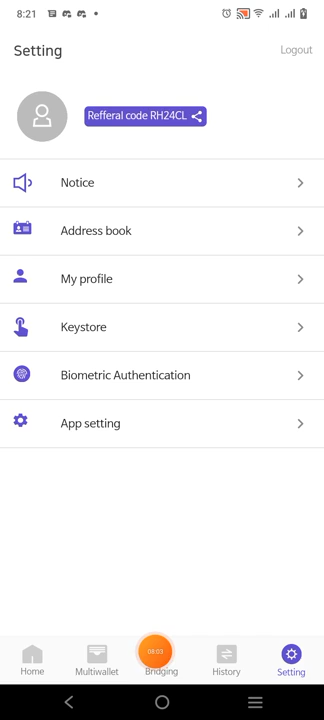 8:21
Setting
Logout
Refferal code RH24CL
Notice
Address book
My profile
Keystore
Biometric Authentication
App setting
08:03
Home
Multiwallet
Bridging
History
Setting